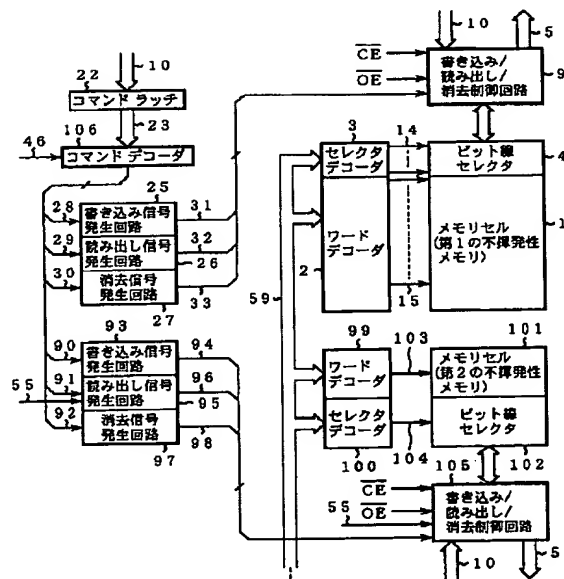 10
5
22
コマンド ラッチ
CE
OE
書き込み/
読み出し/
消去制御回路
9
106
23
46
コマンド デコーダ
3
14
セレクタ
デコーダ
ビット線
セレクタ
4
25
28
書き込み信号
発生回路
31
29
読み出し信号
発生回路
32
26
30
消去信号
発生回路
33
27
ワード
デコーダ
2
15
メモリセル
(第1の不揮発性
メモリ)
1
59
93
90
書き込み信号
発生回路
94
91
読み出し信号
発生回路
96
95
55
92
消去信号
発生回路
98
97
99
103
101
ワード
デコーダ
メモリセル
(第2の不揮発性
メモリ)
セレクタ
デコーダ
ビット線
セレクタ
100
104
105
102
CE
OE
55
書き込み/
読み出し/
消去制御回路
10
5